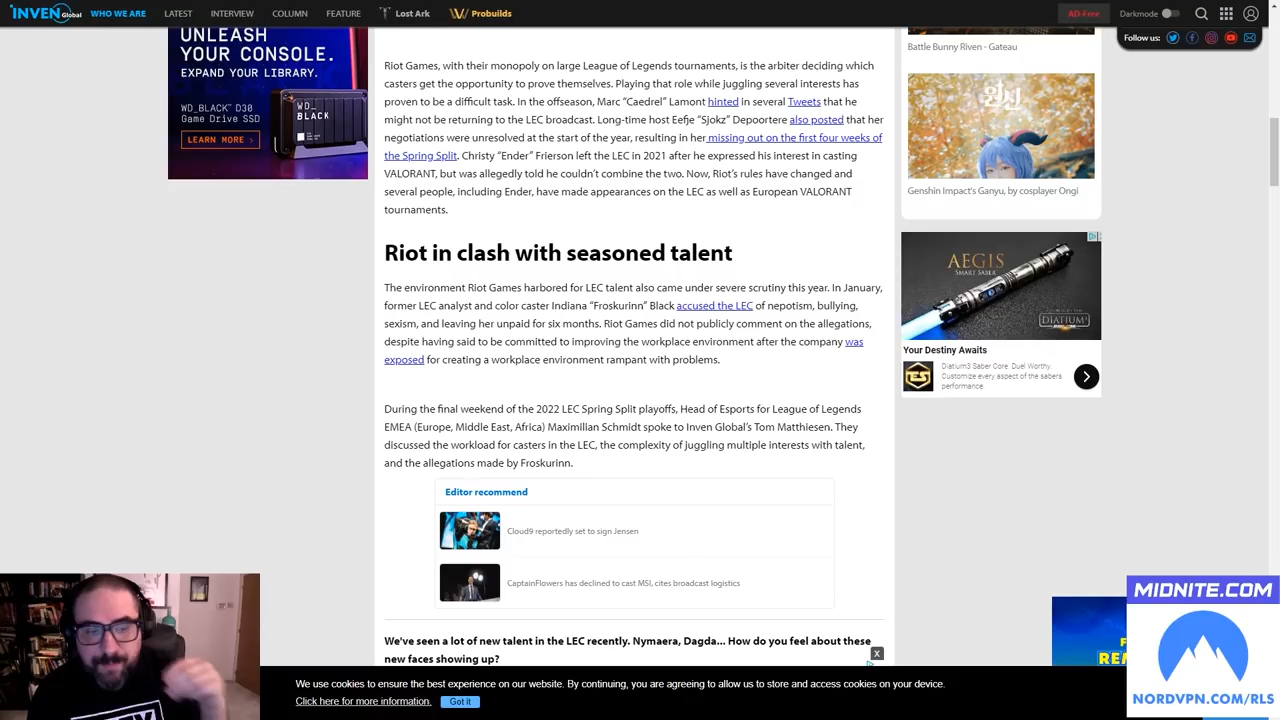 INVEN Global
WHO WE ARE
LATEST
INTERVIEW
COLUMN
FEATURE
Lost Ark
Probuilds
AD-Free
Darkmode
Follow us:
UNLEASH
YOUR CONSOLE.
EXPAND YOUR LIBRARY.
WD_BLACK™ D30
Game Drive SSD
LEARN MORE >
WD_
BLACK
Riot Games, with their monopoly on large League of Legends tournaments, is the arbiter deciding which
casters get the opportunity to prove themselves. Playing that role while juggling several interests has
proven to be a difficult task. In the offseason, Marc “Caedrel” Lamont hinted in several Tweets that he
might not be returning to the LEC broadcast. Long-time host Eefje “Sjokz” Depoortere also posted that her
negotiations were unresolved at the start of the year, resulting in her missing out on the first four weeks of
the Spring Split. Christy “Ender” Frierson left the LEC in 2021 after he expressed his interest in casting
VALORANT, but was allegedly told he couldn’t combine the two. Now, Riot’s rules have changed and
several people, including Ender, have made appearances on the LEC as well as European VALORANT
tournaments.
Riot in clash with seasoned talent
The environment Riot Games harbored for LEC talent also came under severe scrutiny this year. In January,
former LEC analyst and color caster Indiana “Froskurinn” Black accused the LEC of nepotism, bullying,
sexism, and leaving her unpaid for six months. Riot Games did not publicly comment on the allegations,
despite having said to be committed to improving the workplace environment after the company was
exposed for creating a workplace environment rampant with problems.
During the final weekend of the 2022 LEC Spring Split playoffs, Head of Esports for League of Legends
EMEA (Europe, Middle East, Africa) Maximilian Schmidt spoke to Inven Global’s Tom Matthiesen. They
discussed the workload for casters in the LEC, the complexity of juggling multiple interests with talent,
and the allegations made by Froskurinn.
Editor recommend
Cloud9 reportedly set to sign Jensen
CaptainFlowers has declined to cast MSI, cites broadcast logistics
We've seen a lot of new talent in the LEC recently. Nymaera, Dagda... How do you feel about these
new faces showing up?
Battle Bunny Riven - Gateau
원신
Genshin Impact's Ganyu, by cosplayer Ongi
AEGIS
SMART SABER
DIATIUM
Your Destiny Awaits
Diatium3 Saber Core. Duel Worthy.
Customize every aspect of the sabers
performance.
X
We use cookies to ensure the best experience on our website. By continuing, you are agreeing to allow us to store and access cookies on your device.
Click here for more information.
Got it
MIDNITE.COM
NORDVPN.COM/RLS